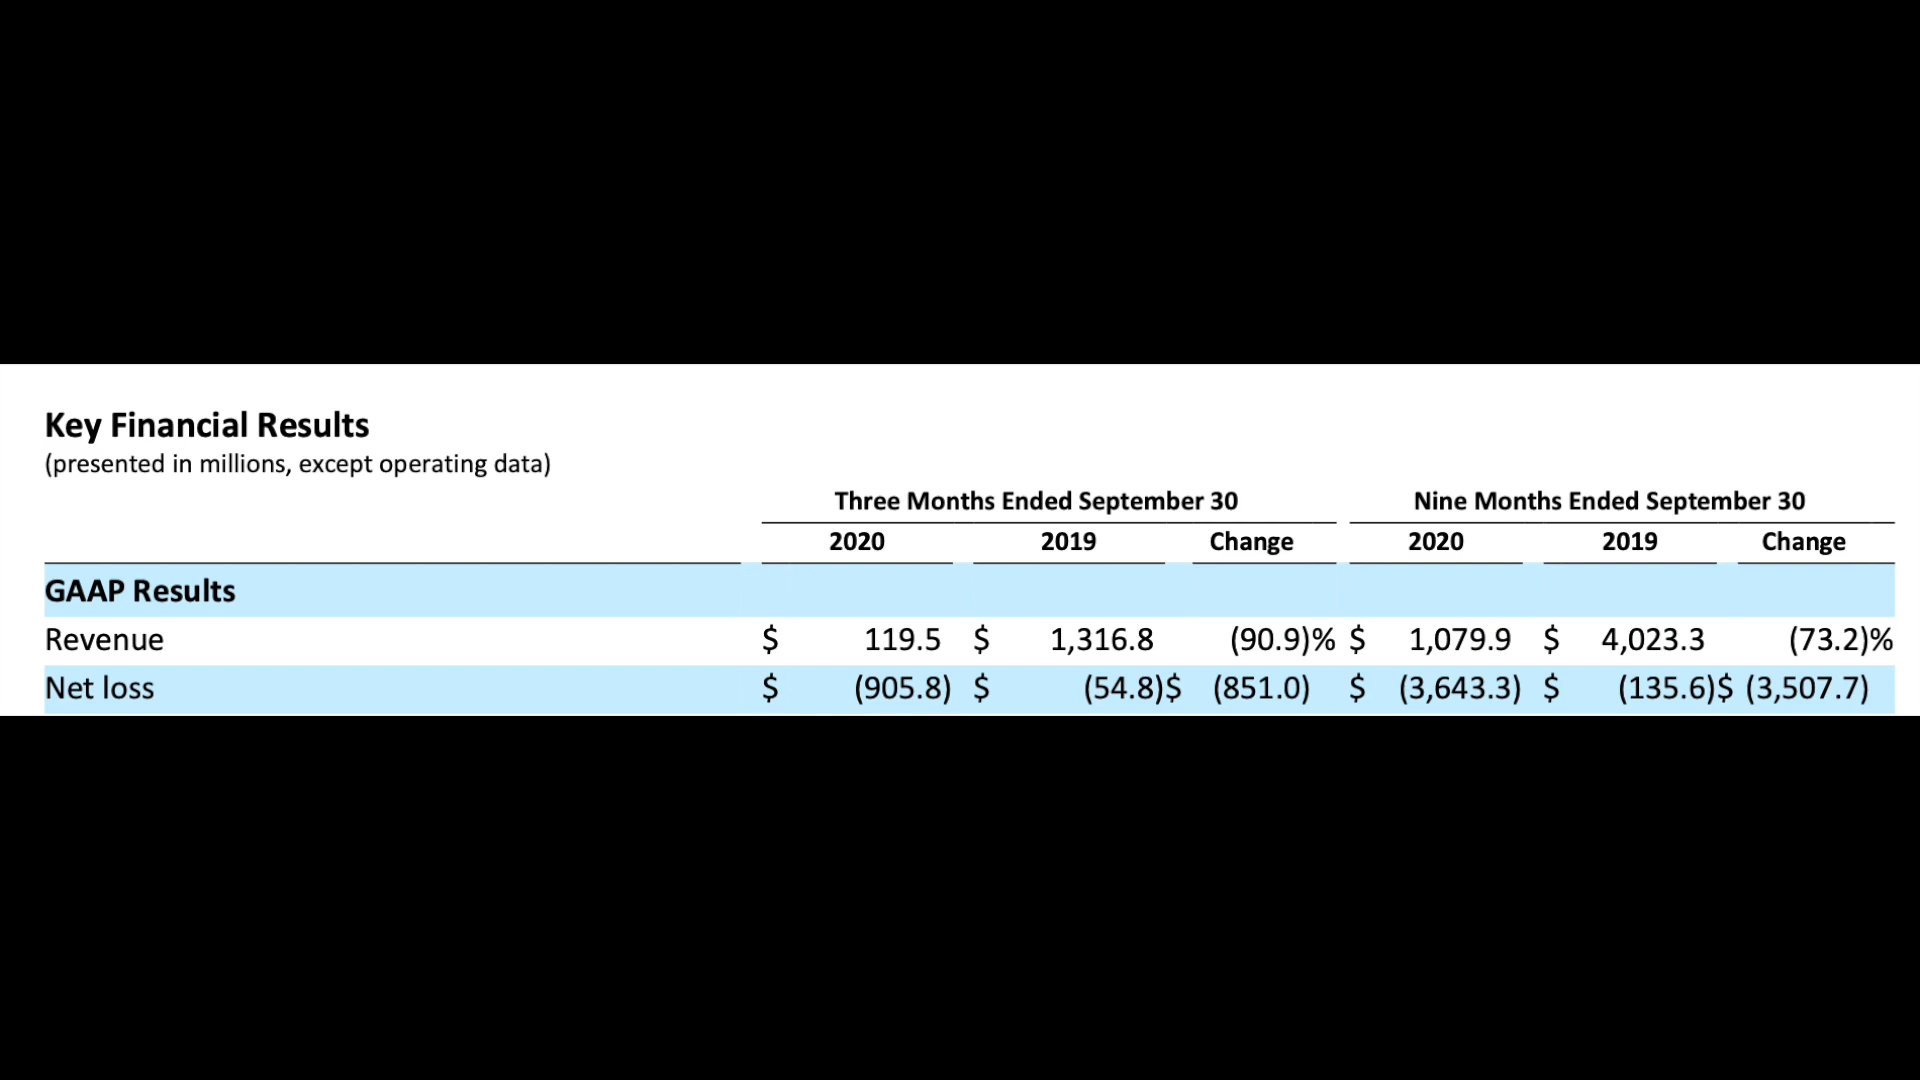 Key Financial Results
(presented in millions, except operating data)
Three Months Ended September 30 Nine Months Ended September 30
2020 2019 Change 2020 2019 Change
GAAP Results
Revenue $ 119.5 $ 1,316.8 (90.9)% $ 1,079.9 $ 4,023.3 (73.2)%
Net loss $ (905.8) $ (54.8) $ (851.0) $ (3,643.3) $ (135.6) $ (3,507.7)